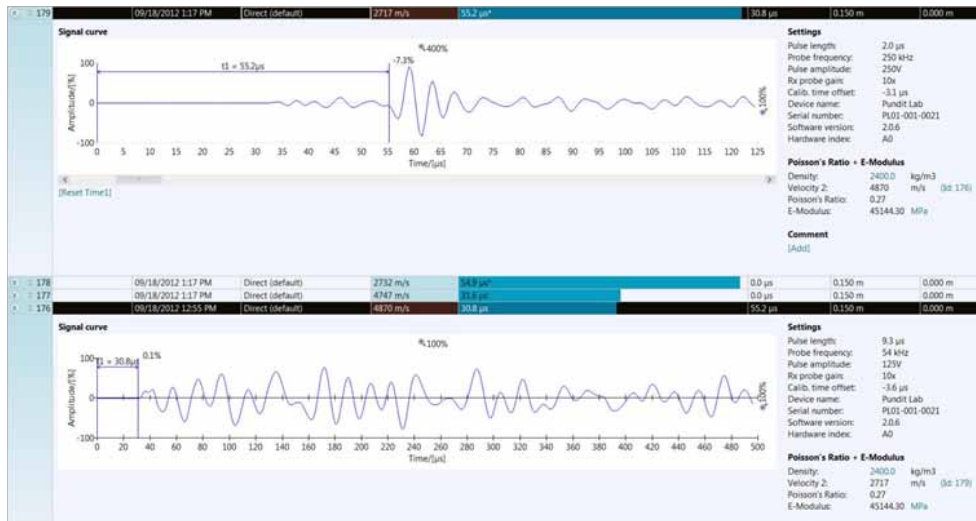 179 09/18/2012 1:17 PM Direct (default) 2717 m/s 55.2 µs* 30.8 µs 0.150 m 0.000 m
Signal curve
400%
-7.3%
t1 = 55.2µs
100
0
-100
Amplitude/[%]
100%
0 5 10 15 20 25 30 35 40 45 50 55 60 65 70 75 80 85 90 95 100 105 110 115 120 125
Time/[µs]
[Reset Time1]
Settings
Pulse length: 2.0 µs
Probe frequency: 250 kHz
Pulse amplitude: 250V
Rx probe gain: 10x
Calib. time offset: -3.1 µs
Device name: Pundit Lab
Serial number: PL01-001-0021
Software version: 2.0.6
Hardware index: A0
Poisson's Ratio + E-Modulus
Density: 2400.0 kg/m3
Velocity 2: 4870 m/s (Id: 176)
Poisson's Ratio: 0.27
E-Modulus: 45144.30 MPa
Comment
[Add]
178 09/18/2012 1:17 PM Direct (default) 2732 m/s 54.9 µs* 0.0 µs 0.150 m 0.000 m
177 09/18/2012 1:17 PM Direct (default) 4747 m/s 31.6 µs 0.0 µs 0.150 m 0.000 m
176 09/18/2012 12:55 PM Direct (default) 4870 m/s 30.8 µs 55.2 µs 0.150 m 0.000 m
Signal curve
100%
0.1%
t1 = 30.8µs
100
0
-100
Amplitude/[%]
100%
0 20 40 60 80 100 120 140 160 180 200 220 240 260 280 300 320 340 360 380 400 420 440 460 480 500
Time/[µs]
Settings
Pulse length: 9.3 µs
Probe frequency: 54 kHz
Pulse amplitude: 125V
Rx probe gain: 10x
Calib. time offset: -3.6 µs
Device name: Pundit Lab
Serial number: PL01-001-0021
Software version: 2.0.6
Hardware index: A0
Poisson's Ratio + E-Modulus
Density: 2400.0 kg/m3
Velocity 2: 2717 m/s (Id: 179)
Poisson's Ratio: 0.27
E-Modulus: 45144.30 MPa